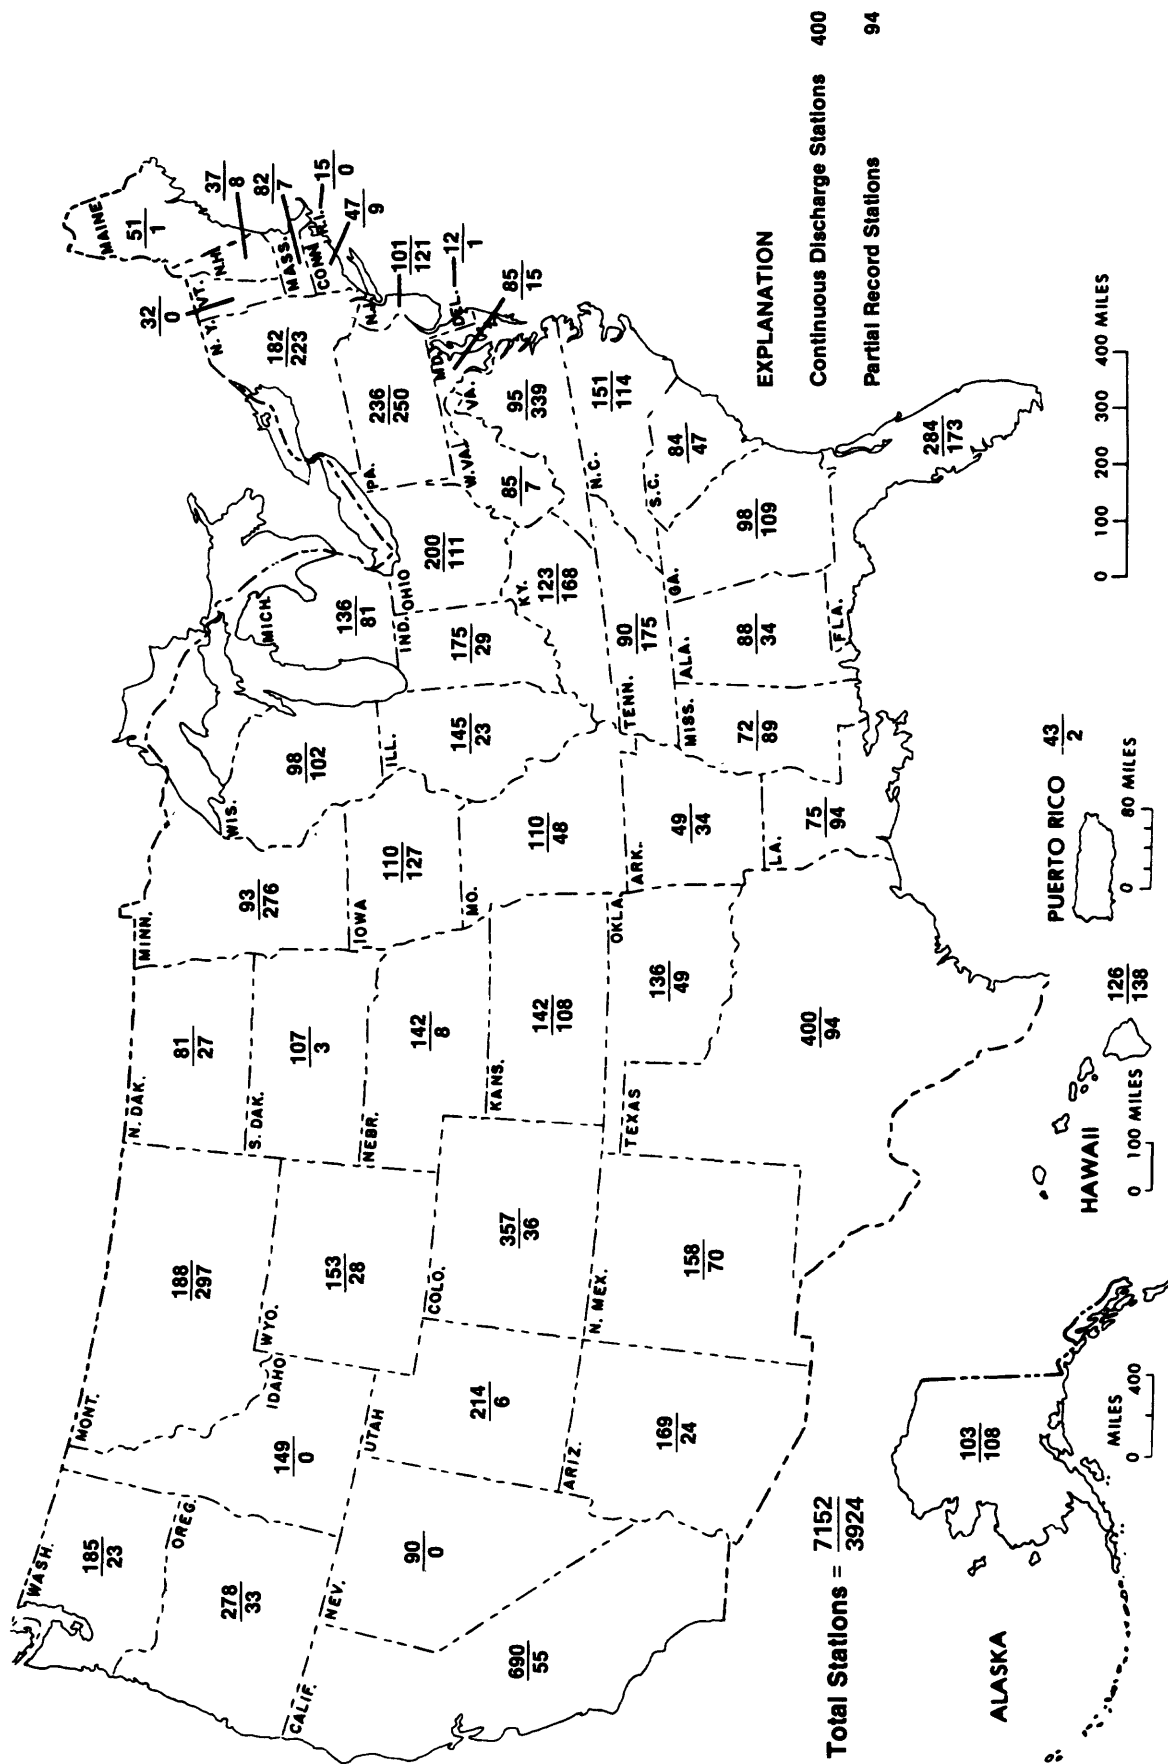 WASH.
185
23
OREG.
278
33
CALIF.
690
55
NEV.
90
0
IDAHO
149
0
MONT.
188
297
WYO.
153
28
UTAH
214
6
COLO.
357
36
ARIZ.
169
24
N. MEX.
158
70
N. DAK.
81
27
S. DAK.
107
3
NEBR.
142
8
KANS.
142
108
OKLA.
136
49
TEXAS
400
94
MINN.
93
276
IOWA
110
127
MO.
110
48
ARK.
49
34
LA.
75
94
WIS.
98
102
ILL.
145
23
MICH.
136
81
IND.
175
29
OHIO
200
111
KY.
123
168
TENN.
90
175
MISS.
72
89
ALA.
88
34
GA.
98
109
FLA.
284
173
S.C.
84
47
N.C.
151
114
VA.
95
339
W.VA.
85
7
PA.
236
250
N.Y.
182
223
VT.
32
0
N.H.
37
8
MAINE
51
1
MASS.
82
7
R.I.
15
0
CONN.
47
9
N.J.
101
121
DEL.
12
1
MD.
85
15
EXPLANATION
Continuous Discharge Stations 400
Partial Record Stations 94
0 100 200 300 400 MILES
Total Stations = 7152
3924
ALASKA
103
108
MILES
0 400
HAWAII
126
138
0 100 MILES
PUERTO RICO
43
2
0 80 MILES